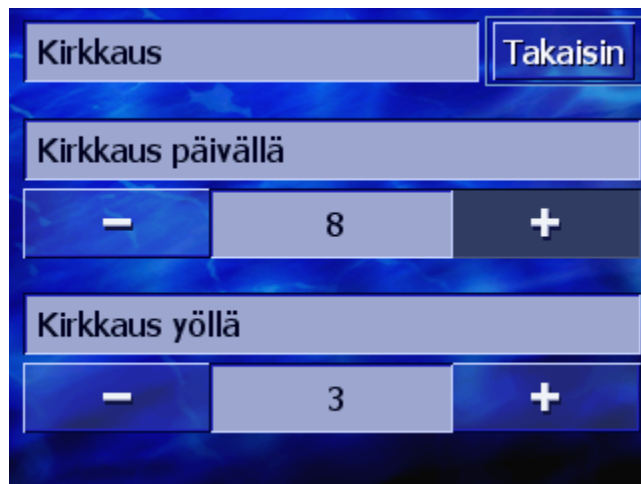 Kirkkaus
Takaisin
Kirkkaus päivällä
− 8 +
Kirkkaus yöllä
− 3 +